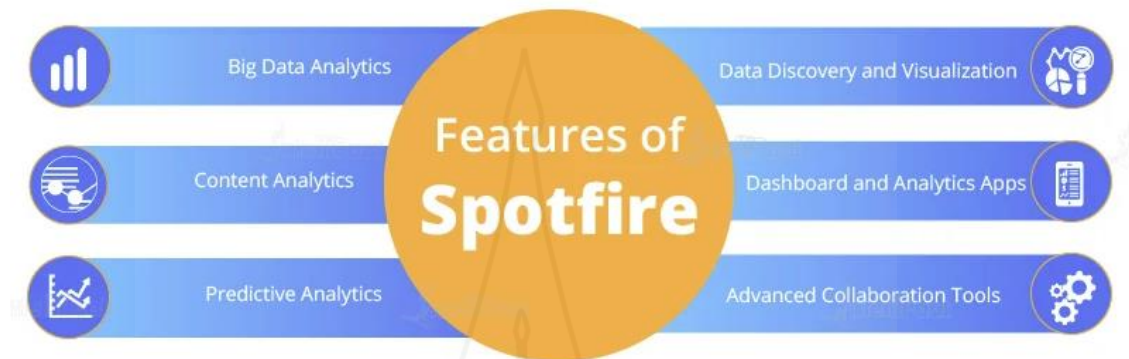 Big Data Analytics
Content Analytics
Predictive Analytics
Features of
Spotfire
Data Discovery and Visualization
Dashboard and Analytics Apps
Advanced Collaboration Tools